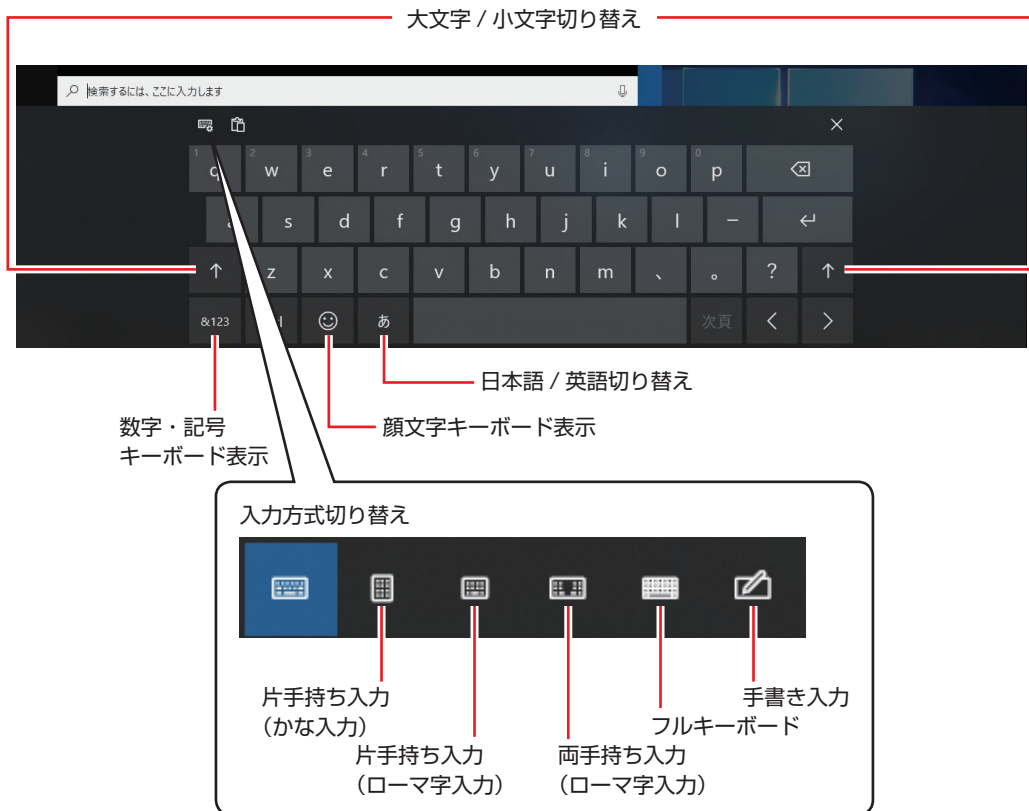 大文字 / 小文字切り替え
検索するには、ここに入力します
1 2 3 4 5 6 7 8 9 0
q w e r t y u i o p
s d f g h j k l ー
z x c v b n m 、 。 ?
&123 あ 次頁
日本語 / 英語切り替え
数字・記号
キーボード表示
顔文字キーボード表示
入力方式切り替え
片手持ち入力
（かな入力）
片手持ち入力
（ローマ字入力）
両手持ち入力
（ローマ字入力）
フルキーボード
手書き入力